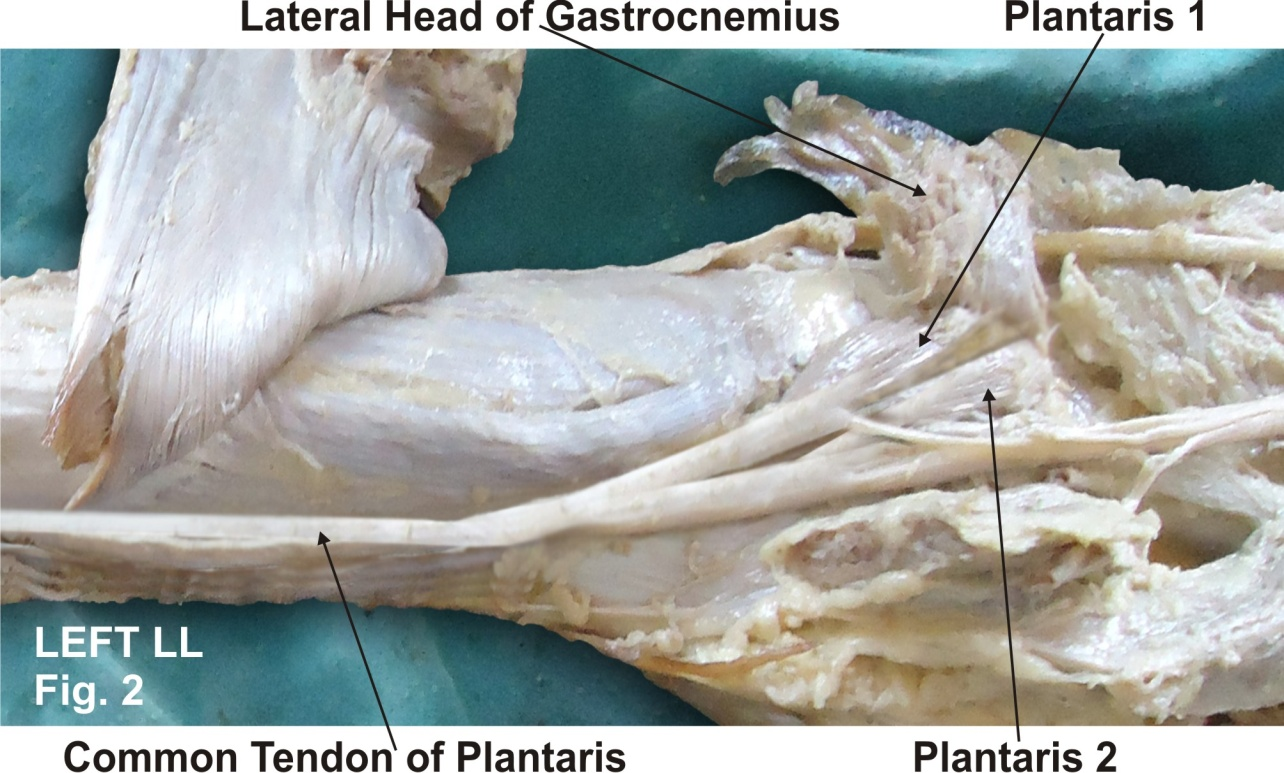 Lateral Head of Gastrocnemius
Plantaris 1
LEFT LL
Fig. 2
Common Tendon of Plantaris
Plantaris 2